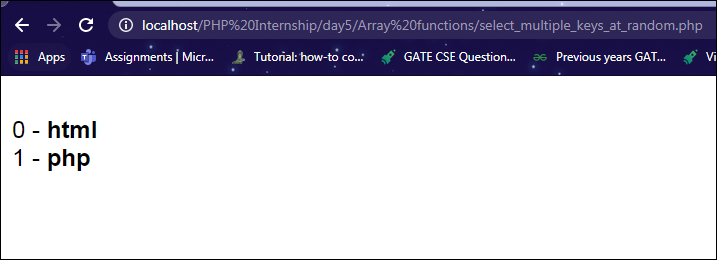 localhost/PHP%20Internship/day5/Array%20functions/select_multiple_keys_at_random.php
Apps Assignments | Micr... Tutorial: how-to co... GATE CSE Question... Previous years GAT... Vi
0 - html
1 - php